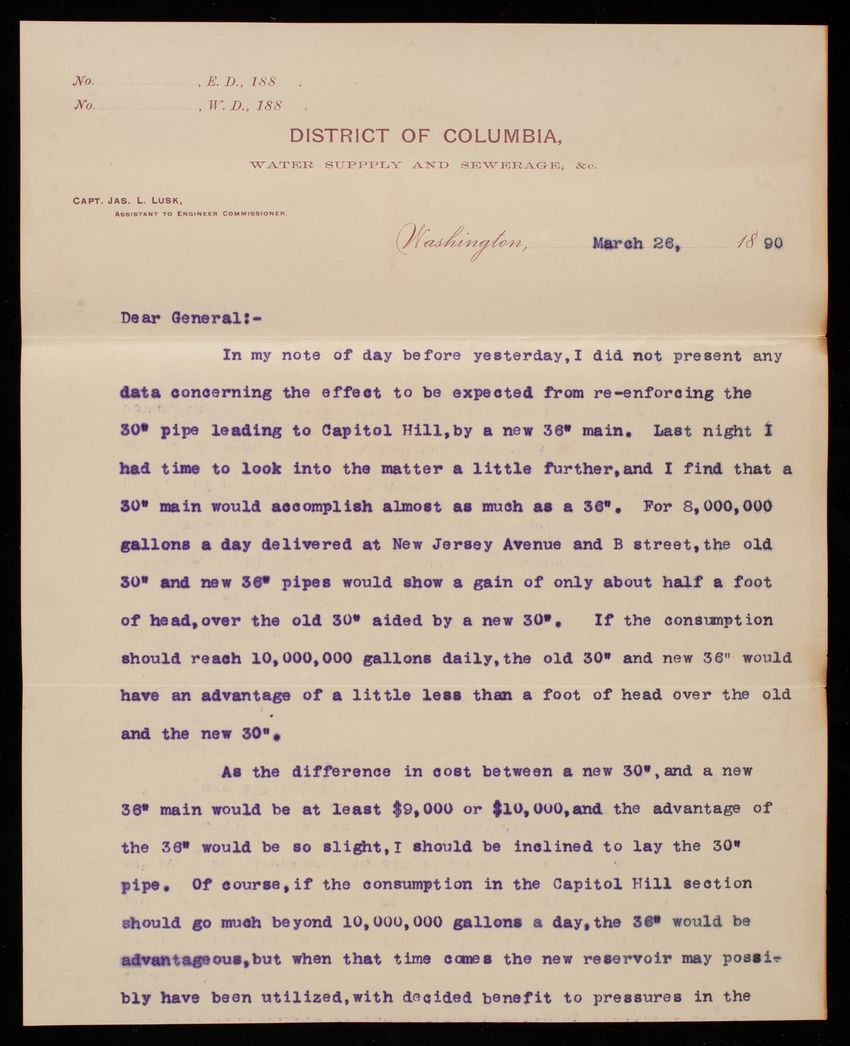 No. , E. D., 188 .
No. , W. D., 188 .
DISTRICT OF COLUMBIA,
WATER SUPPPLY AND SEWERAGE, &c.
CAPT. JAS. L. LUSK,
ASSISTANT TO ENGINEER COMMISSIONER.
Washington, March 26, 1890
Dear General:-
In my note of day before yesterday,I did not present any
data concerning the effect to be expected from re-enforcing the
30" pipe leading to Capitol Hill,by a new 36" main. Last night I
had time to look into the matter a little further,and I find that a
30" main would accomplish almost as much as a 36". For 8,000,000
gallons a day delivered at New Jersey Avenue and B street,the old
30" and new 36" pipes would show a gain of only about half a foot
of head,over the old 30" aided by a new 30". If the consumption
should reach 10,000,000 gallons daily,the old 30" and new 36" would
have an advantage of a little less than a foot of head over the old
and the new 30".
As the difference in cost between a new 30",and a new
36" main would be at least $9,000 or $10,000,and the advantage of
the 36" would be so slight,I should be inclined to lay the 30"
pipe. Of course,if the consumption in the Capitol Hill section
should go much beyond 10,000,000 gallons a day,the 36" would be
advantageous,but when that time comes the new reservoir may possi-
bly have been utilized,with decided benefit to pressures in the